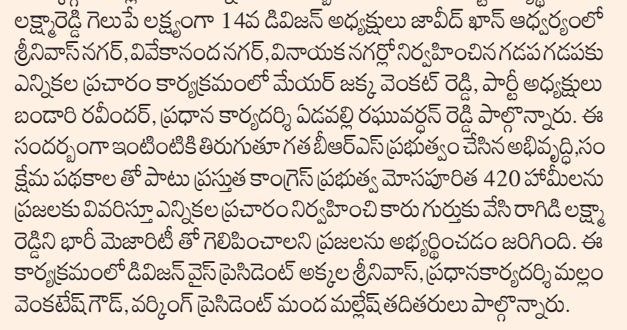 లక్ష్మారెడ్డి గెలుపే లక్ష్యంగా 14వ డివిజన్ అధ్యక్షులు జావీద్ ఖాన్ ఆధ్వర్యంలో
శ్రీనివాస్ నగర్, వివేకానంద నగర్, వినాయక నగర్లో నిర్వహించిన గడప గడపకు
ఎన్నికల ప్రచారం కార్యక్రమంలో మేయర్ జక్క వెంకట్ రెడ్డి, పార్టీ అధ్యక్షులు
బండారి రవీందర్, ప్రధాన కార్యదర్శి ఏడవల్లి రఘువర్ధన్ రెడ్డి పాల్గొన్నారు. ఈ
సందర్బంగా ఇంటింటికి తిరుగుతూ గత బీఆర్ఎస్ ప్రభుత్వం చేసిన అభివృద్ధి,సం
క్షేమ పథకాల తో పాటు ప్రస్తుత కాంగ్రెస్ ప్రభుత్వ మోసపూరిత 420 హామీలను
ప్రజలకు వివరిస్తూ ఎన్నికల ప్రచారం నిర్వహించి కారు గుర్తుకు వేసి రాగిడి లక్ష్మా
రెడ్డిని భారీ మెజారిటీ తో గెలిపించాలని ప్రజలను అభ్యర్థించడం జరిగింది. ఈ
కార్యక్రమంలో డివిజన్ వైస్ ప్రెసిడెంట్ అక్కల శ్రీనివాస్, ప్రధానకార్యదర్శి మల్లం
వెంకటేష్ గౌడ్, వర్కింగ్ ప్రెసిడెంట్ మంద మల్లేష్ తదితరులు పాల్గొన్నారు.